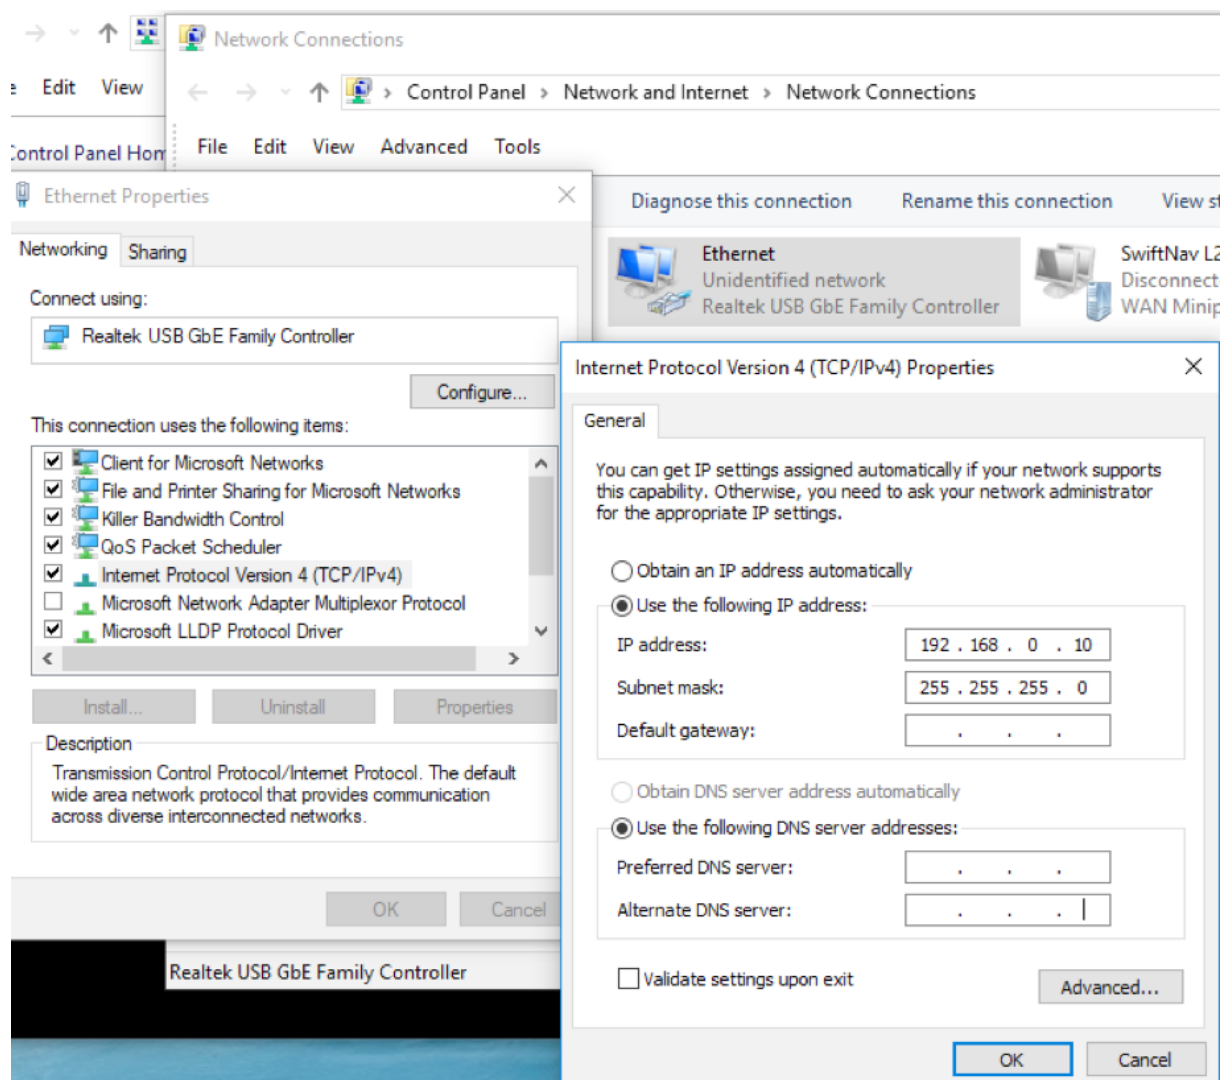 Network Connections
Edit View
Control Panel > Network and Internet > Network Connections
File Edit View Advanced Tools
Control Panel Hom
Ethernet Properties
Networking Sharing
Connect using:
Realtek USB GbE Family Controller
Configure...
This connection uses the following items:
Client for Microsoft Networks
File and Printer Sharing for Microsoft Networks
Killer Bandwidth Control
QoS Packet Scheduler
Internet Protocol Version 4 (TCP/IPv4)
Microsoft Network Adapter Multiplexor Protocol
Microsoft LLDP Protocol Driver
Install... Uninstall Properties
Description
Transmission Control Protocol/Internet Protocol. The default
wide area network protocol that provides communication
across diverse interconnected networks.
OK Cancel
Realtek USB GbE Family Controller
Diagnose this connection Rename this connection View st
Ethernet
Unidentified network
Realtek USB GbE Family Controller
SwiftNav L2
Disconnect
WAN Minip
Internet Protocol Version 4 (TCP/IPv4) Properties
General
You can get IP settings assigned automatically if your network supports
this capability. Otherwise, you need to ask your network administrator
for the appropriate IP settings.
Obtain an IP address automatically
Use the following IP address:
IP address: 192 . 168 . 0 . 10
Subnet mask: 255 . 255 . 255 . 0
Default gateway: . . .
Obtain DNS server address automatically
Use the following DNS server addresses:
Preferred DNS server: . . .
Alternate DNS server: . . .
Validate settings upon exit
Advanced...
OK Cancel